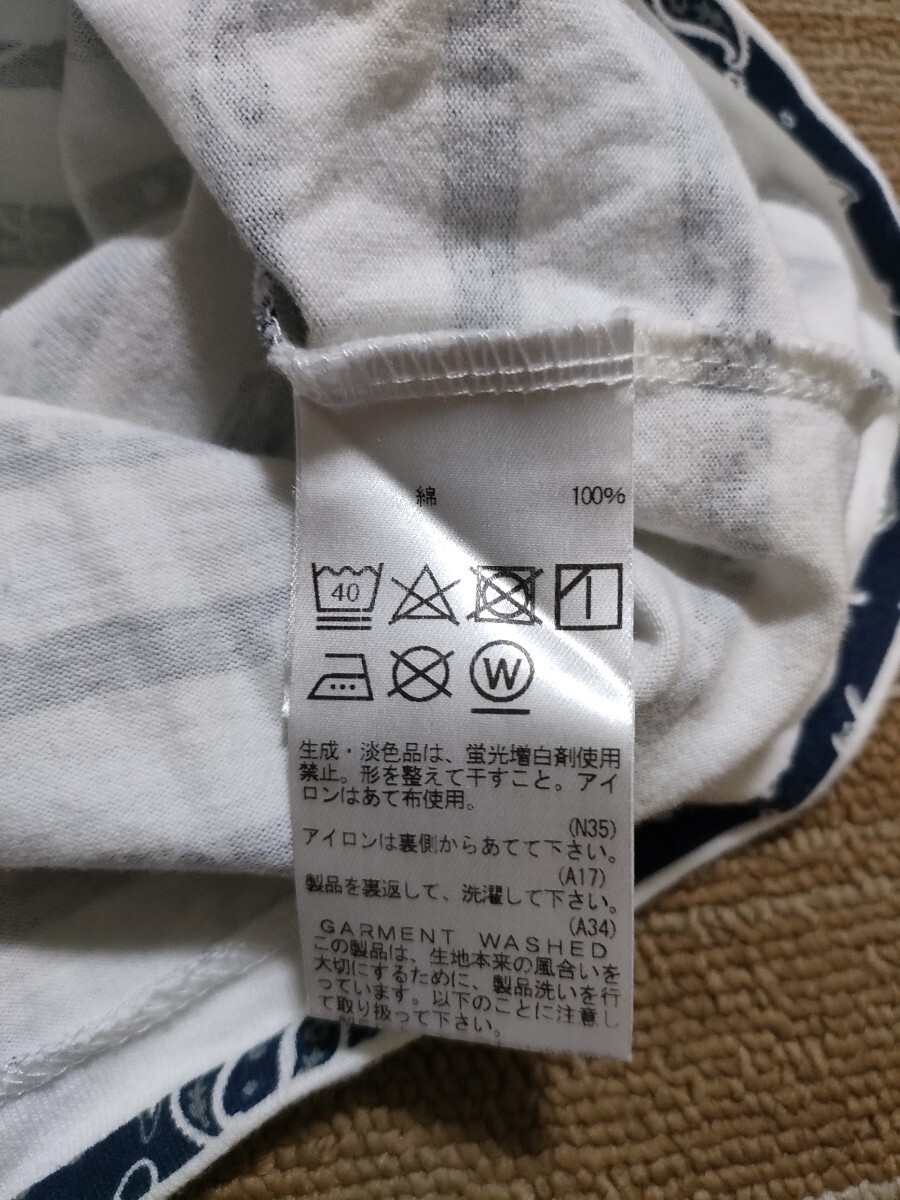 綿 100%
40
W
生成・淡色品は、蛍光増白剤使用
禁止。形を整えて干すこと。アイ
ロンはあて布使用。
(N35)
アイロンは裏側からあてて下さい。
(A17)
製品を裏返して、洗濯して下さい。
(A34)
GARMENT WASHED
この製品は、生地本来の風合いを
大切にするために、製品洗いを行
っています。以下のことに注意し
て取り扱って下さい。